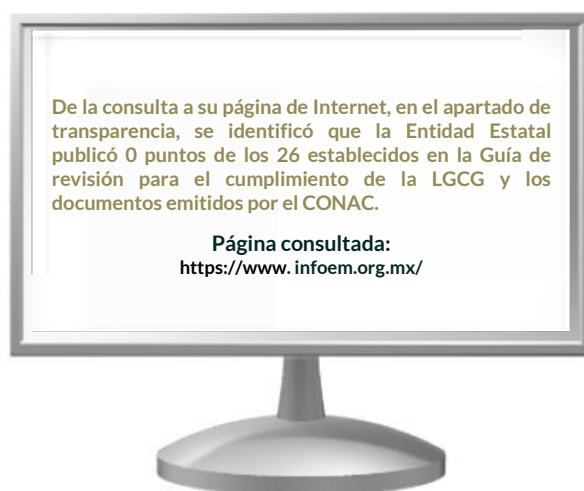 De la consulta a su página de Internet, en el apartado de
transparencia, se identificó que la Entidad Estatal
publicó 0 puntos de los 26 establecidos en la Guía de
revisión para el cumplimiento de la LGCG y los
documentos emitidos por el CONAC.
Página consultada:
https://www. infoem.org.mx/